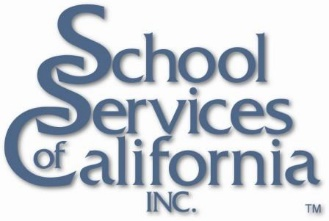 School
Services
of California
INC. ™